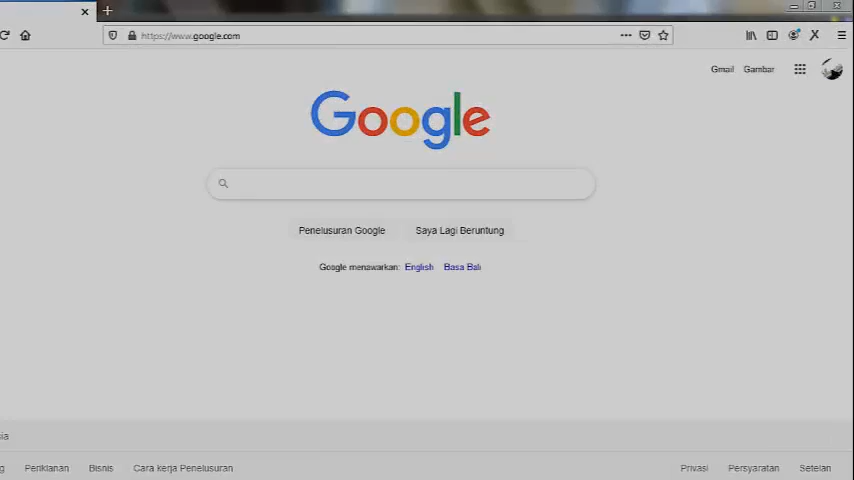 https://www.google.com
Gmail Gambar
Google
Penelusuran Google Saya Lagi Beruntung
Google menawarkan: English Basa Bali
Periklanan Bisnis Cara kerja Penelusuran Privasi Persyaratan Setelan